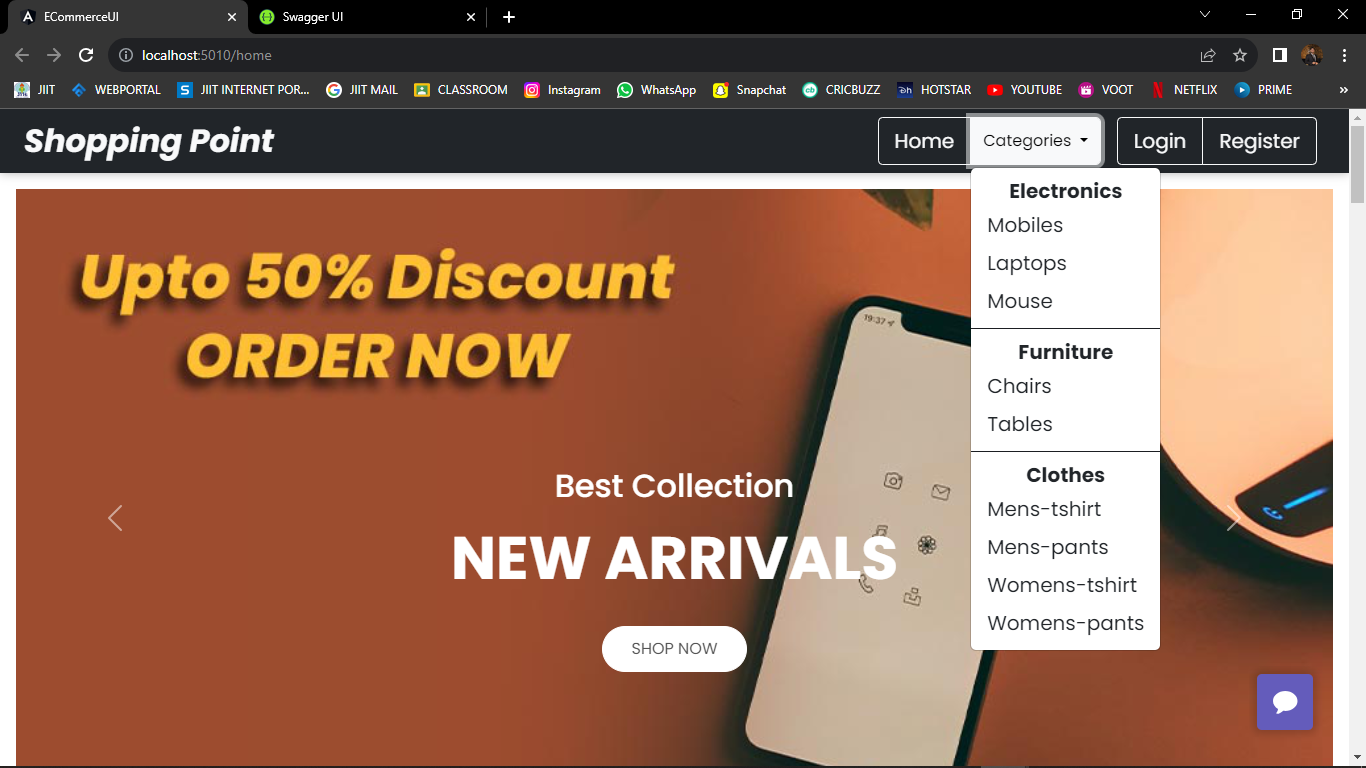 ECommerceUI
Swagger UI
localhost:5010/home
JIIT
WEBPORTAL
JIIT INTERNET POR...
JIIT MAIL
CLASSROOM
Instagram
WhatsApp
Snapchat
CRICBUZZ
HOTSTAR
YOUTUBE
VOOT
NETFLIX
PRIME
Shopping Point
Home
Categories
Login
Register
Electronics
Mobiles
Laptops
Mouse
Furniture
Chairs
Tables
Clothes
Mens-tshirt
Mens-pants
Womens-tshirt
Womens-pants
Upto 50% Discount
ORDER NOW
19:37
Best Collection
NEW ARRIVALS
SHOP NOW